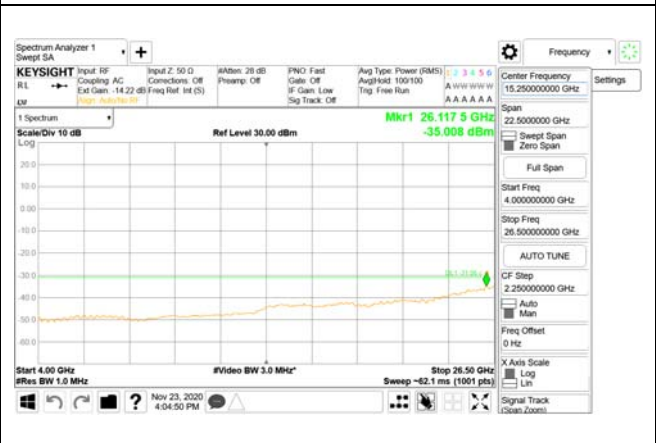 Spectrum Analyzer 1
Swept SA
Frequency
KEYSIGHT
RL
Input: RF
Coupling: AC
Ext Gain: -14.22 dB
Align: Auto/No RF
Input Z: 50 Ω
Corrections: Off
Freq Ref: Int (S)
#Atten: 28 dB
Preamp: Off
PNO: Fast
Gate: Off
IF Gain: Low
Sig Track: Off
Avg Type: Power (RMS)
Avg|Hold: 100/100
Trig: Free Run
1 2 3 4 5 6
A W W W W W
A A A A A A
Center Frequency
15.250000000 GHz
Settings
Span
22.5000000 GHz
Swept Span
Zero Span
Full Span
Start Freq
4.000000000 GHz
Stop Freq
26.500000000 GHz
AUTO TUNE
CF Step
2.250000000 GHz
Auto
Man
Freq Offset
0 Hz
X Axis Scale
Log
Lin
Signal Track
(Span Zoom)
1 Spectrum
Scale/Div 10 dB
Log
Ref Level 30.00 dBm
Mkr1 26.117 5 GHz
-35.008 dBm
20.0
10.0
0.00
-10.0
-20.0
-30.0
-40.0
-50.0
-60.0
Start 4.00 GHz
#Res BW 1.0 MHz
#Video BW 3.0 MHz*
Stop 26.50 GHz
Sweep ~62.1 ms (1001 pts)
Nov 23, 2020
4:04:50 PM